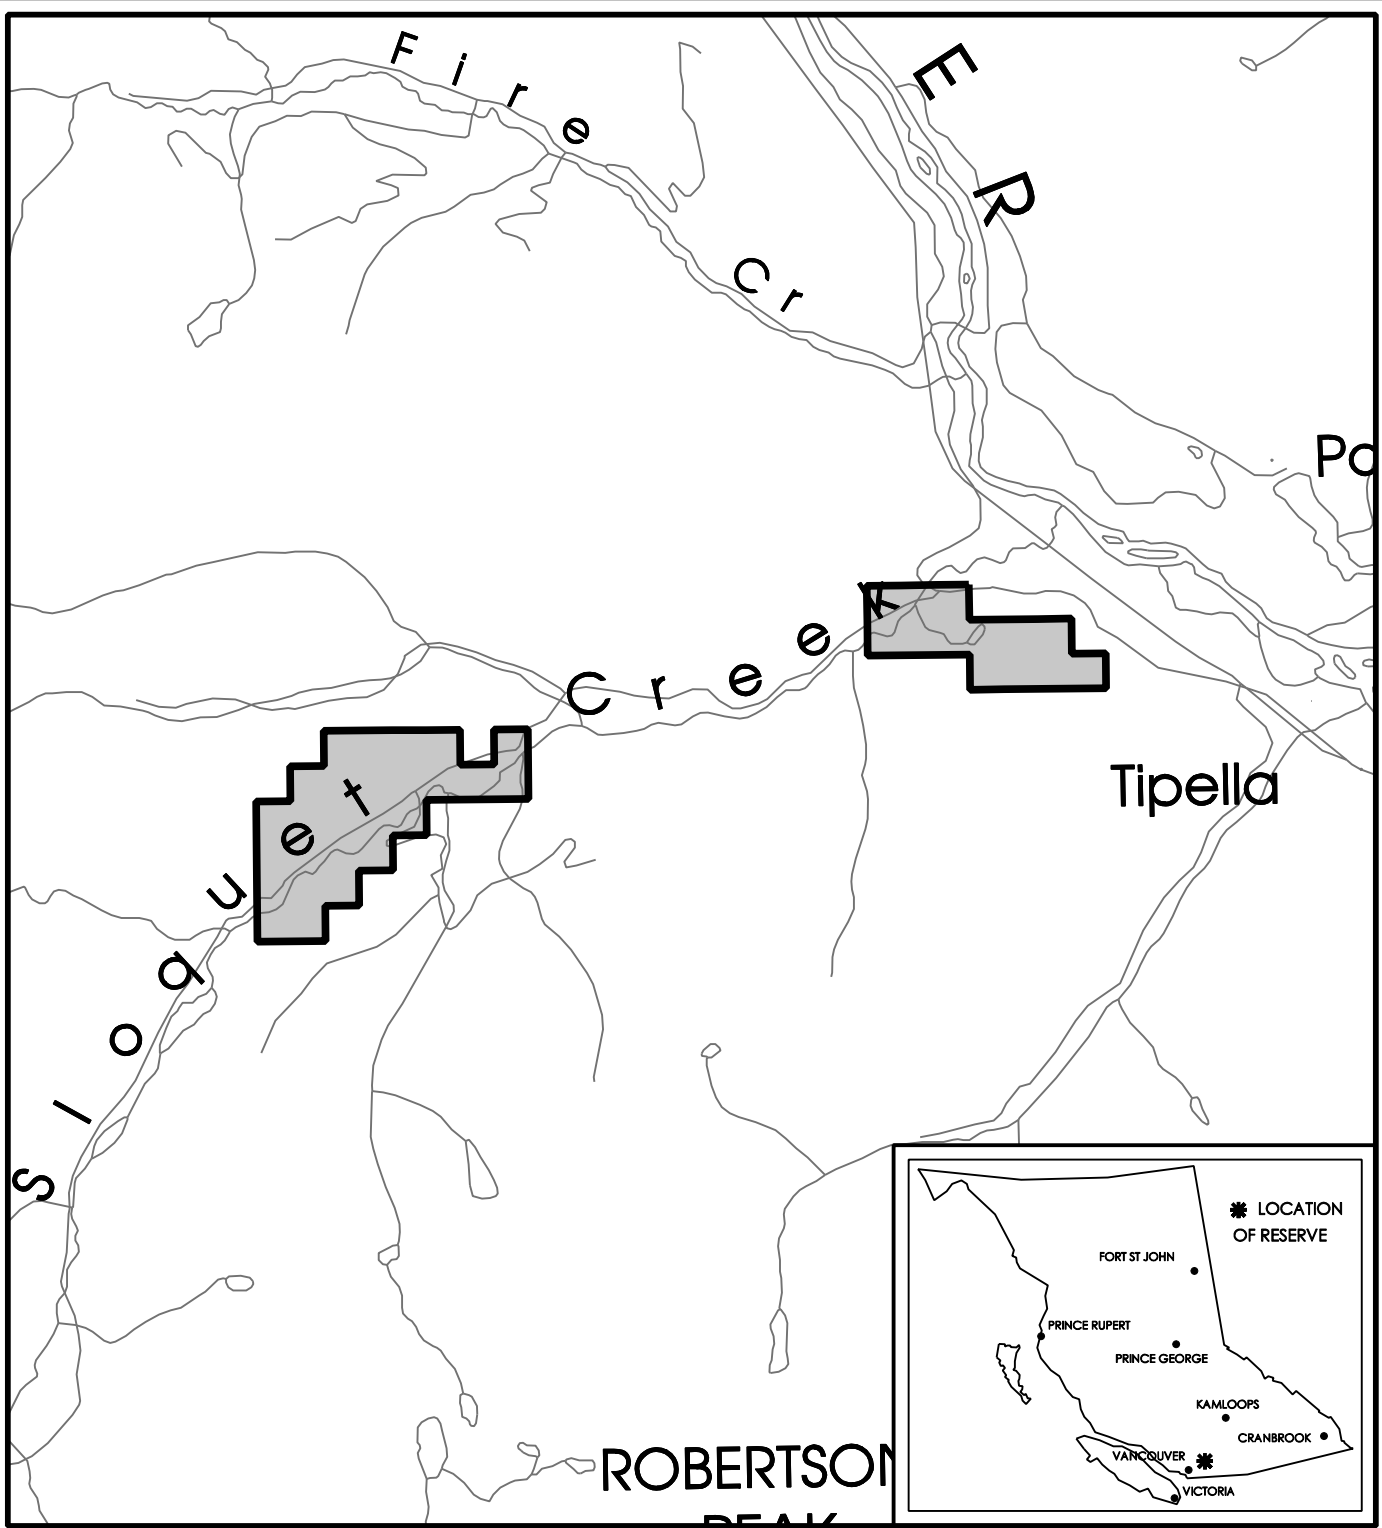 Fire Cr
E R
Po
Sloquet Creek
Tipella
ROBERTSON
PEAK
LOCATION
OF RESERVE
FORT ST JOHN
PRINCE RUPERT
PRINCE GEORGE
KAMLOOPS
CRANBROOK
VANCOUVER
VICTORIA